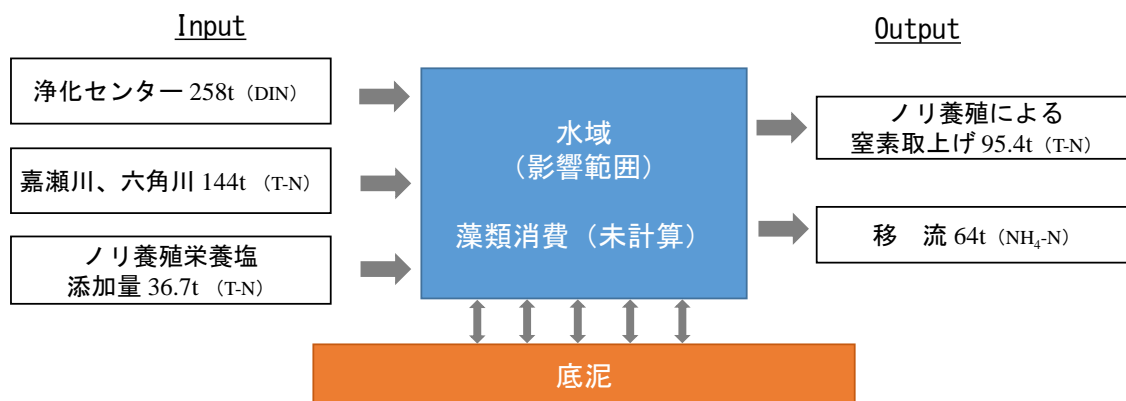 Input
浄化センター 258t（DIN）
嘉瀬川、六角川 144t （T-N）
ノリ養殖栄養塩
添加量 36.7t （T-N）
水域
（影響範囲）
藻類消費（未計算）
Output
ノリ養殖による
窒素取上げ 95.4t（T-N）
移　流 64t（NH₄-N）
底泥